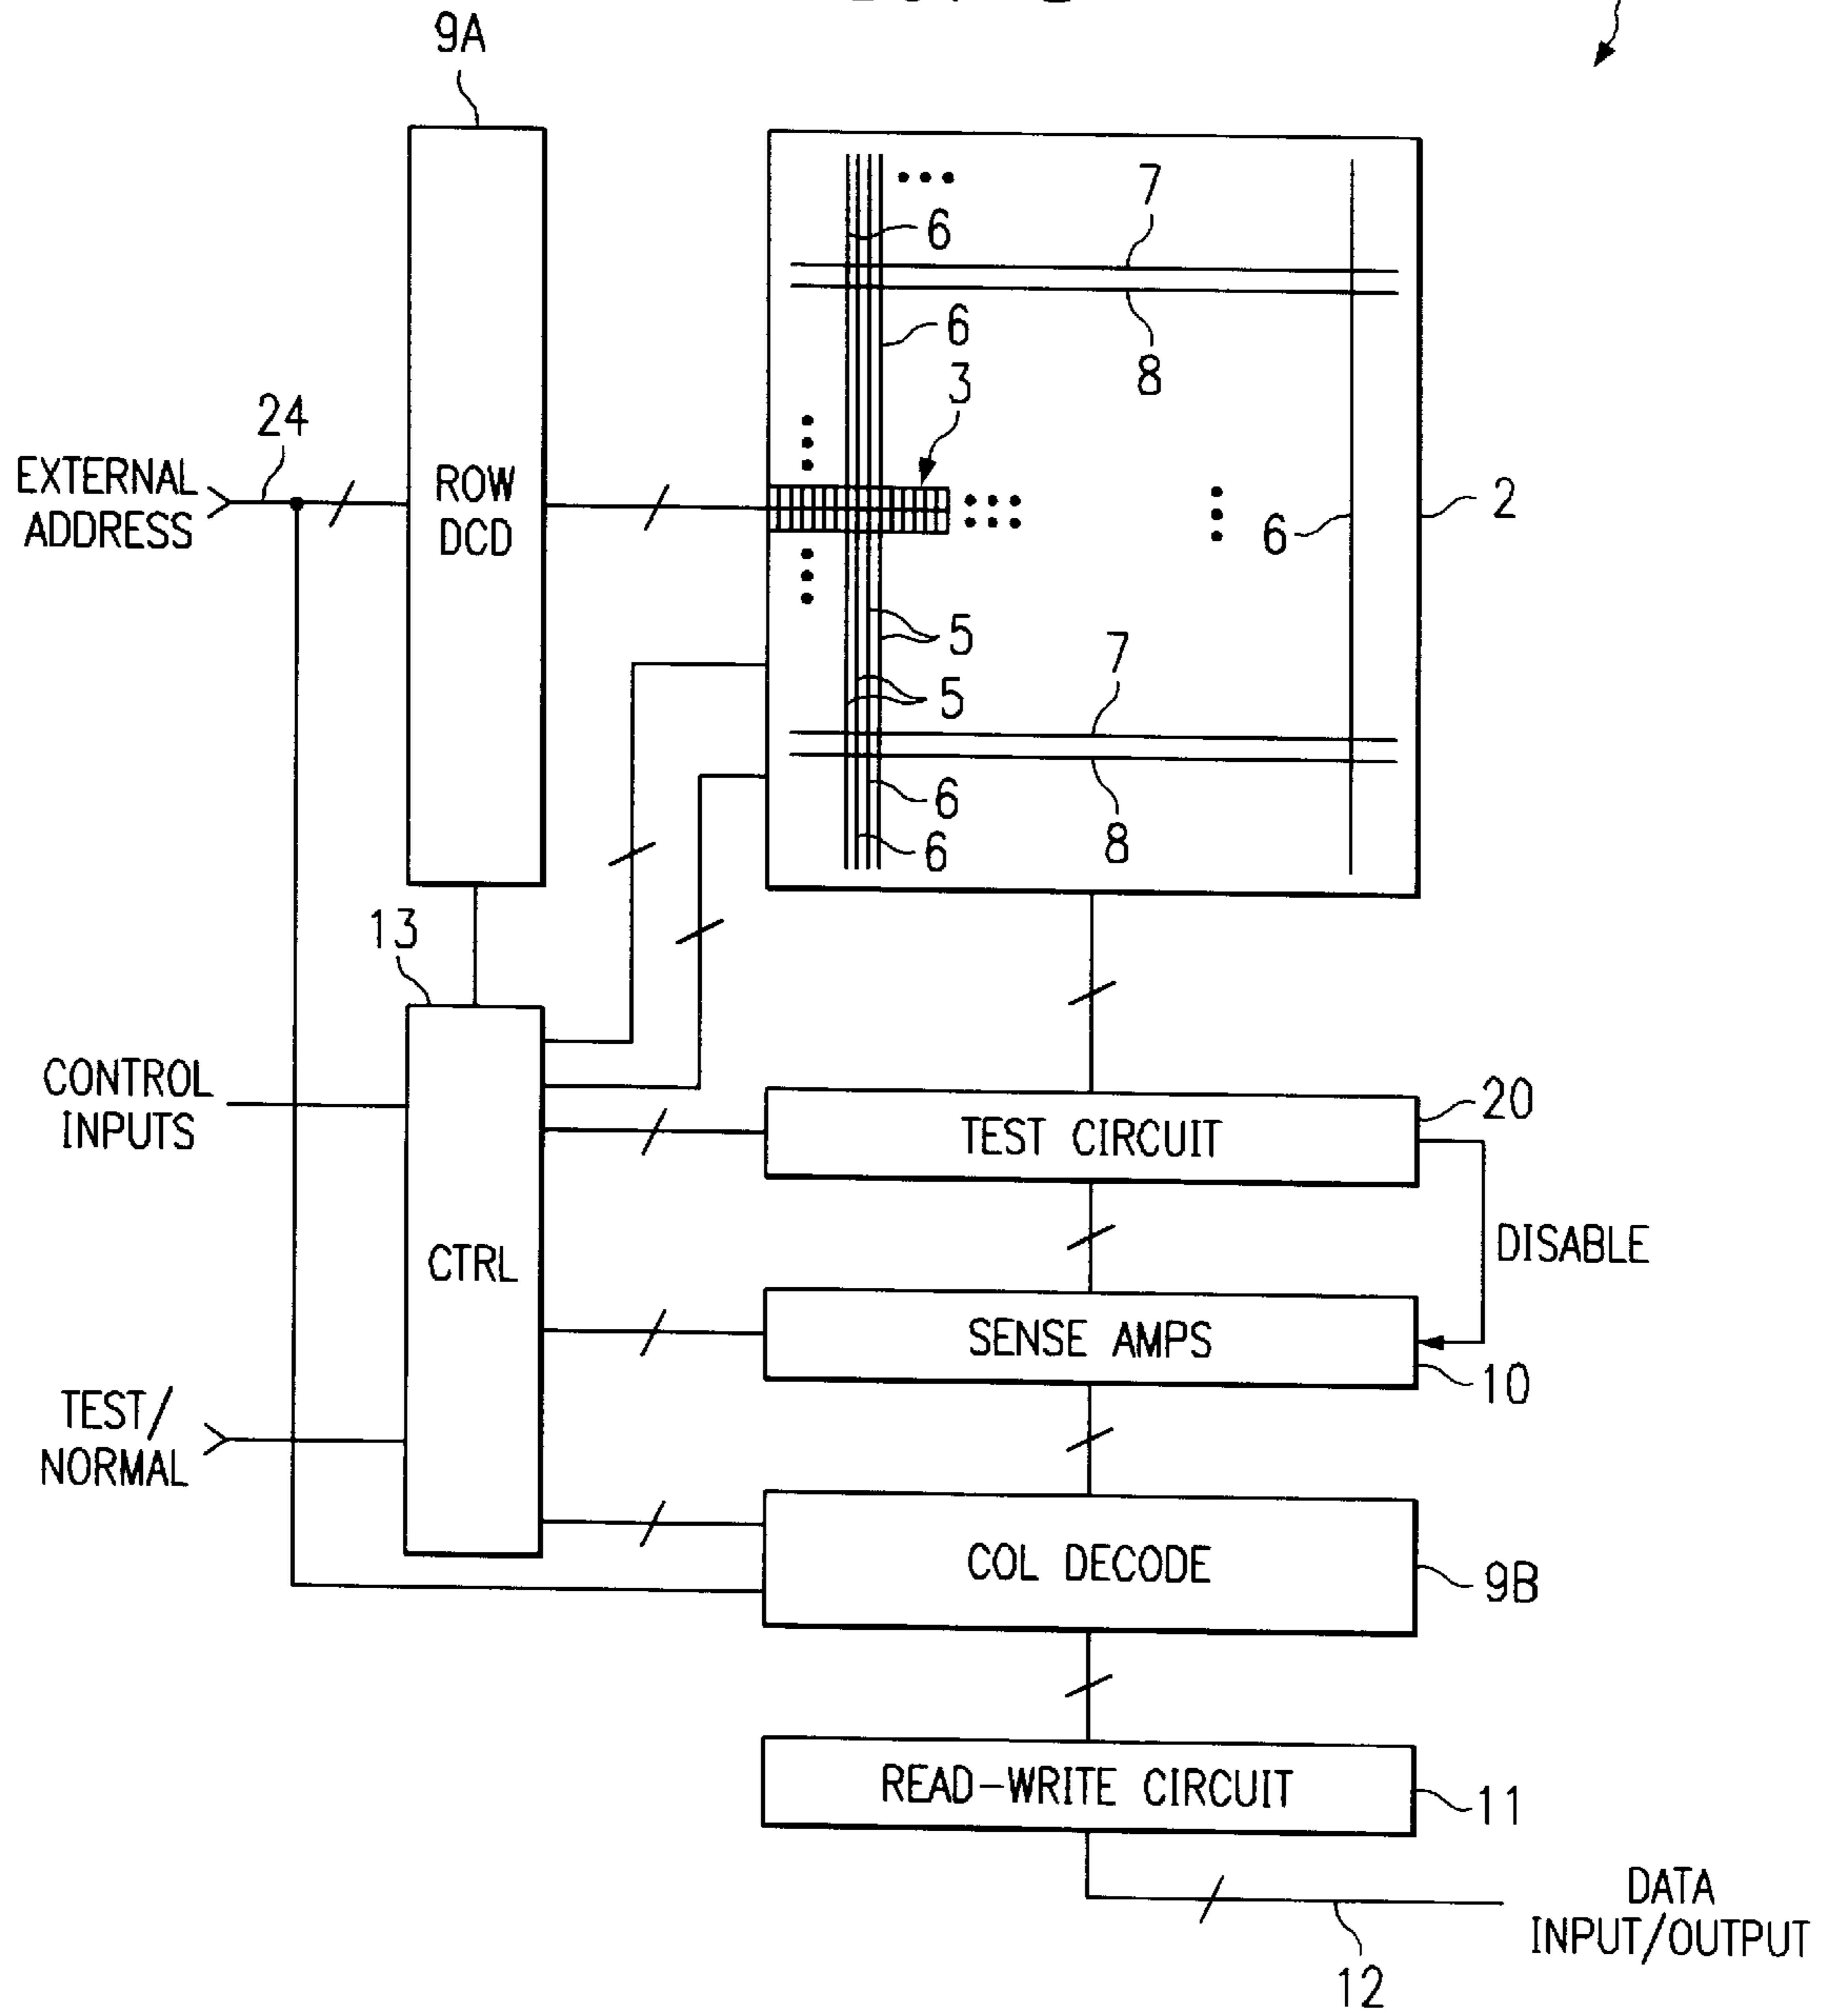 9A
7
6
6
8
3
24
EXTERNAL
ADDRESS
ROW
DCD
6
2
5
7
5
6
8
6
13
CONTROL
INPUTS
20
TEST CIRCUIT
CTRL
DISABLE
SENSE AMPS
10
TEST/
NORMAL
COL DECODE
9B
READ-WRITE CIRCUIT
11
DATA
INPUT/OUTPUT
12